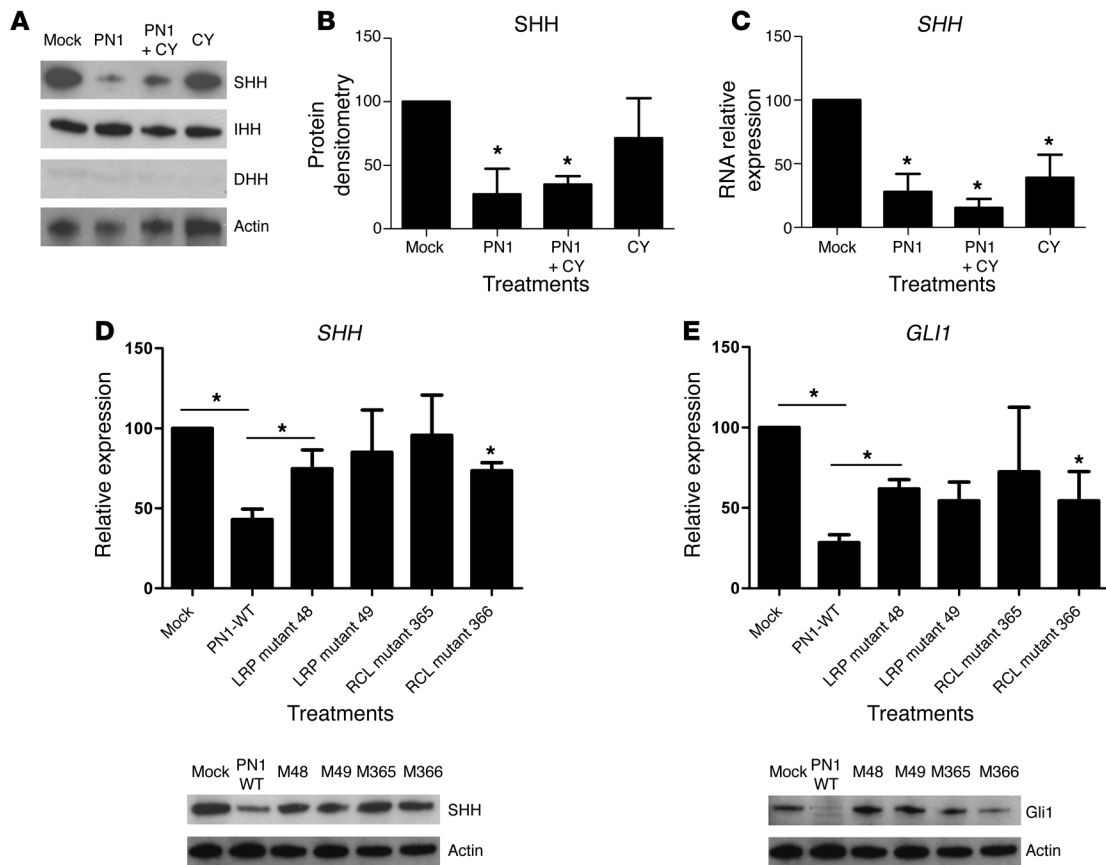 A
Mock PN1 PN1 + CY CY
SHH
IHH
DHH
Actin
B
SHH
Protein densitometry
150
100
50
0
Mock PN1 PN1 + CY CY
Treatments
*
*
C
SHH
RNA relative expression
150
100
50
0
Mock PN1 PN1 + CY CY
Treatments
*
*
*
D
SHH
Relative expression
150
100
50
0
*
*
*
Mock
PN1-WT
LRP mutant 48
LRP mutant 49
RCL mutant 365
RCL mutant 366
Treatments
Mock PN1 WT M48 M49 M365 M366
SHH
Actin
E
GLI1
Relative expression
150
100
50
0
*
*
*
Mock
PN1-WT
LRP mutant 48
LRP mutant 49
RCL mutant 365
RCL mutant 366
Treatments
Mock PN1 WT M48 M49 M365 M366
Gli1
Actin